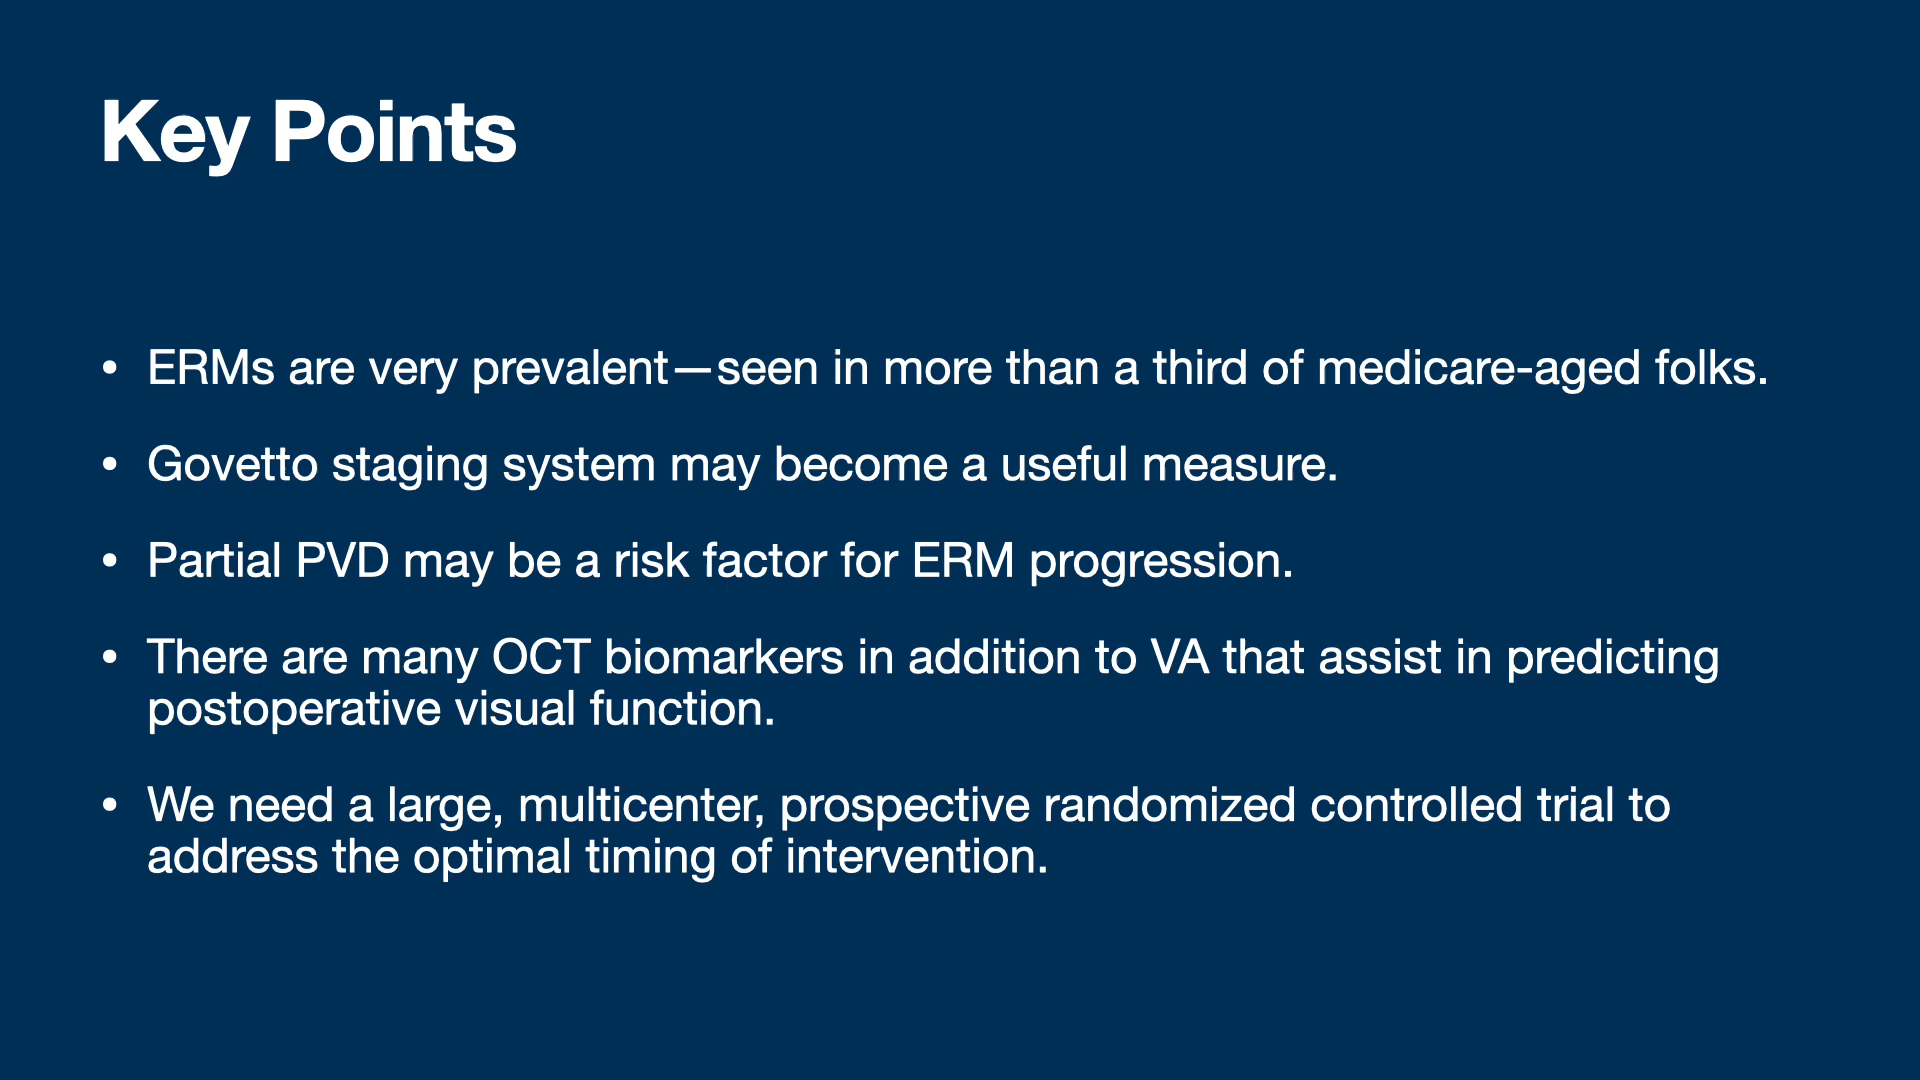 Key Points
• ERMs are very prevalent—seen in more than a third of medicare-aged folks.
• Govetto staging system may become a useful measure.
• Partial PVD may be a risk factor for ERM progression.
• There are many OCT biomarkers in addition to VA that assist in predicting
postoperative visual function.
• We need a large, multicenter, prospective randomized controlled trial to
address the optimal timing of intervention.